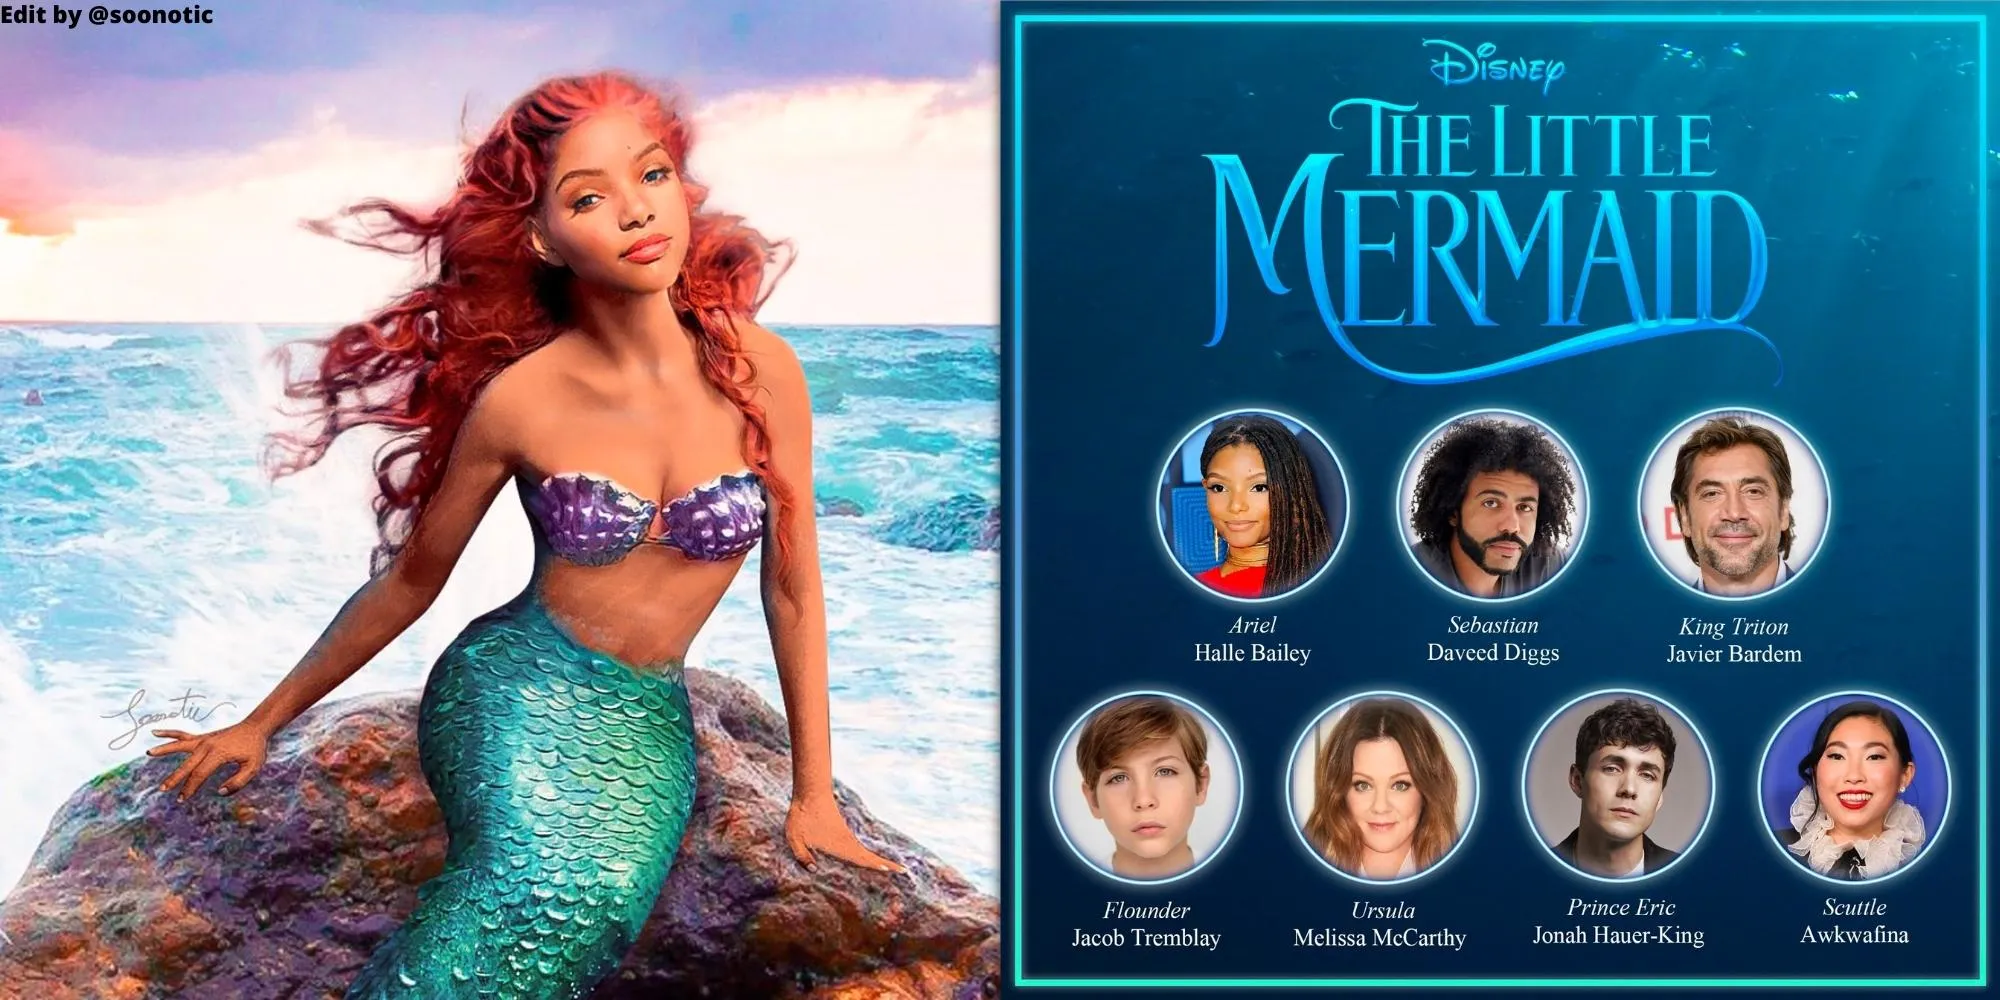 Edit by @soonotic
Soonotic
Disney
The Little
Mermaid
Ariel
Halle Bailey
Sebastian
Daveed Diggs
King Triton
Javier Bardem
Flounder
Jacob Tremblay
Ursula
Melissa McCarthy
Prince Eric
Jonah Hauer-King
Scuttle
Awkwafina